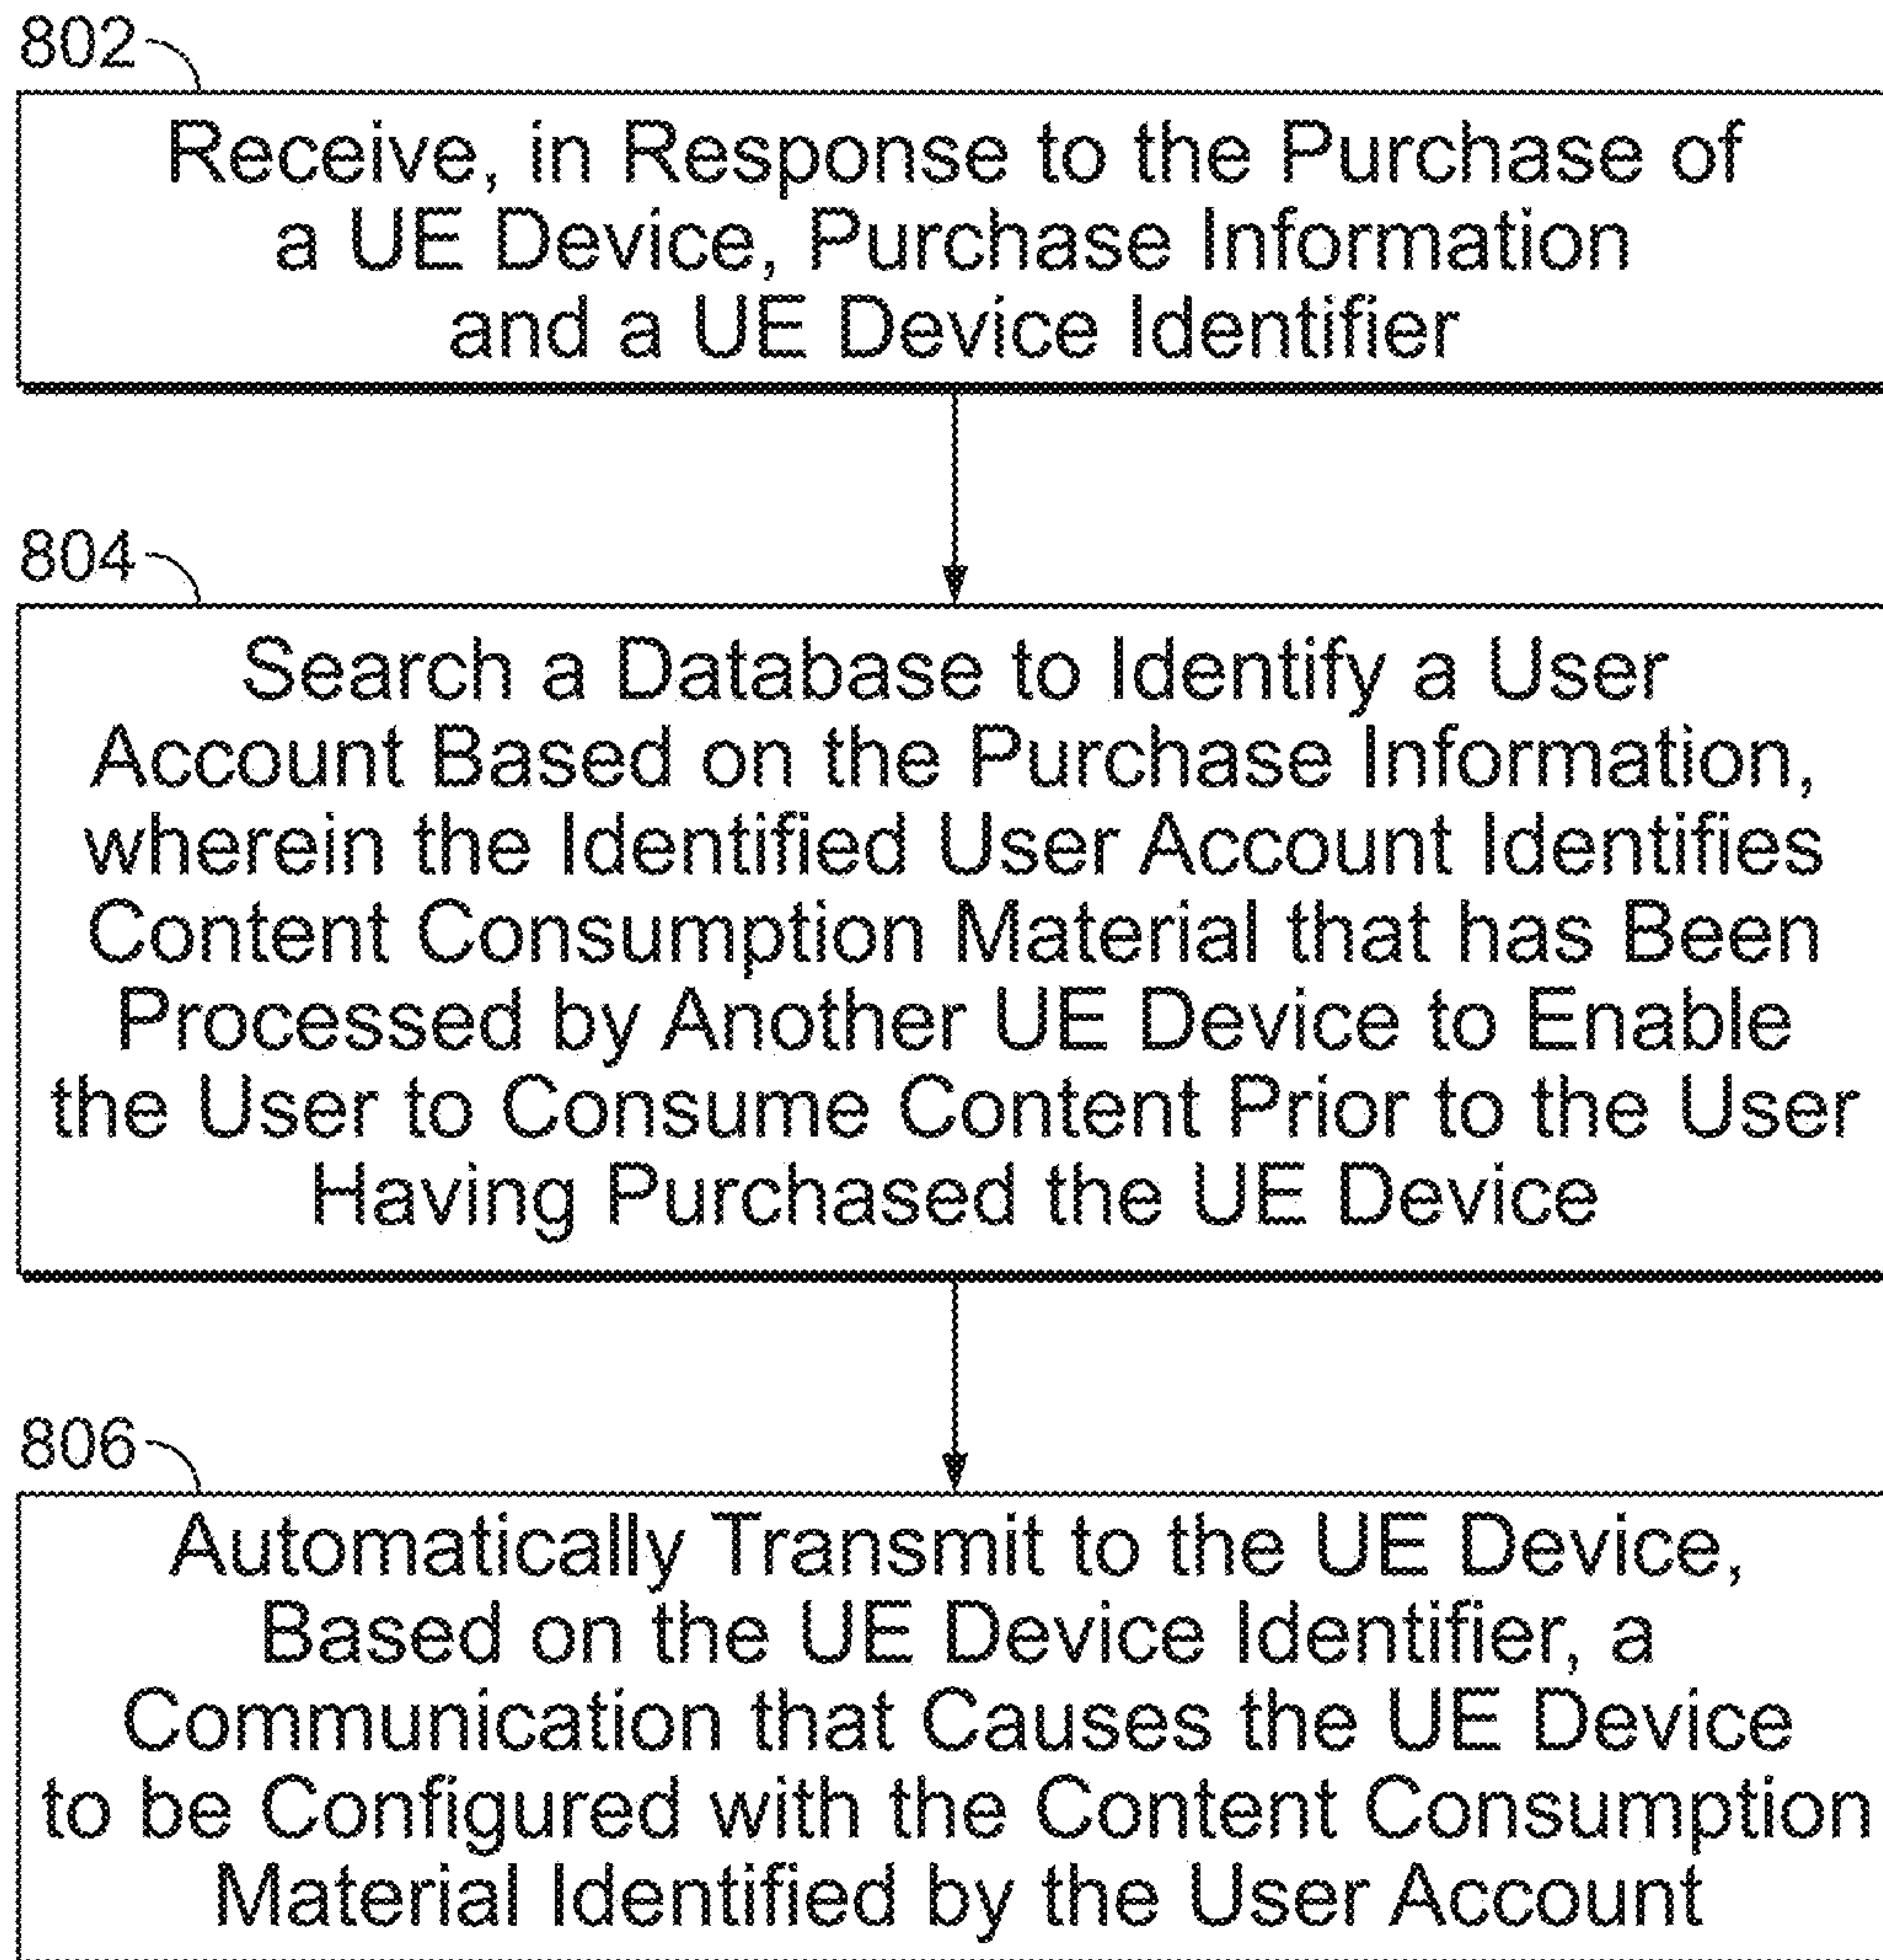 802
Receive, in Response to the Purchase of
a UE Device, Purchase Information
and a UE Device Identifier
804
Search a Database to Identify a User
Account Based on the Purchase Information,
wherein the Identified User Account Identifies
Content Consumption Material that has Been
Processed by Another UE Device to Enable
the User to Consume Content Prior to the User
Having Purchased the UE Device
806
Automatically Transmit to the UE Device,
Based on the UE Device Identifier, a
Communication that Causes the UE Device
to be Configured with the Content Consumption
Material Identified by the User Account